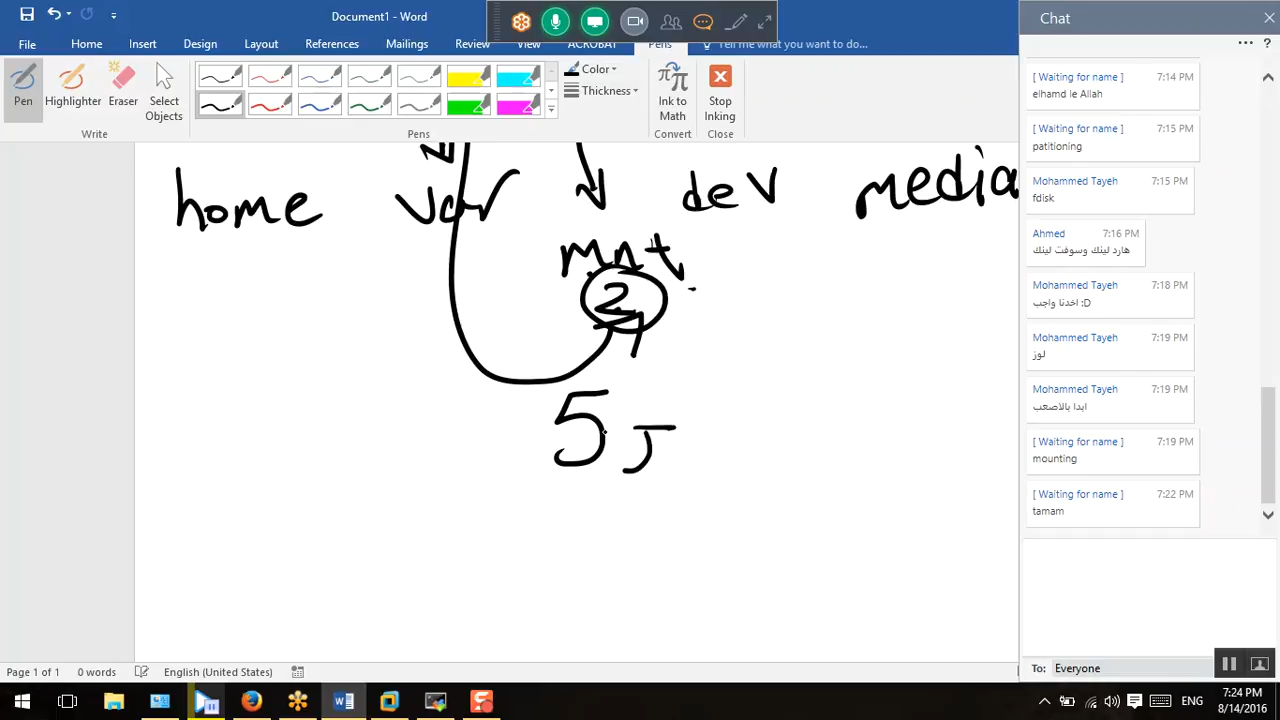 Document1 - Word
Chat
File Home Insert Design Layout References Mailings Review View ACROBAT Pens Tell me what you want to do...
Pen Highlighter Eraser Select Objects
Color
Thickness
Ink to Math
Stop Inking
Write Pens Convert Close
[ Waiting for name ] 7:14 PM
elhamd le Allah
[ Waiting for name ] 7:15 PM
patitioning
Mohammed Tayeh 7:15 PM
fdisk
Ahmed 7:16 PM
هارد لينك وسوفت لينك
Mohammed Tayeh 7:18 PM
اخدنا واجب :D
Mohammed Tayeh 7:19 PM
لوز
Mohammed Tayeh 7:19 PM
ابدا بالاصعب
[ Waiting for name ] 7:19 PM
mounting
[ Waiting for name ] 7:22 PM
tamam
home var dev media
mnt
2
5
To: Everyone
Page 1 of 1 0 words English (United States)
ENG
7:24 PM
8/14/2016